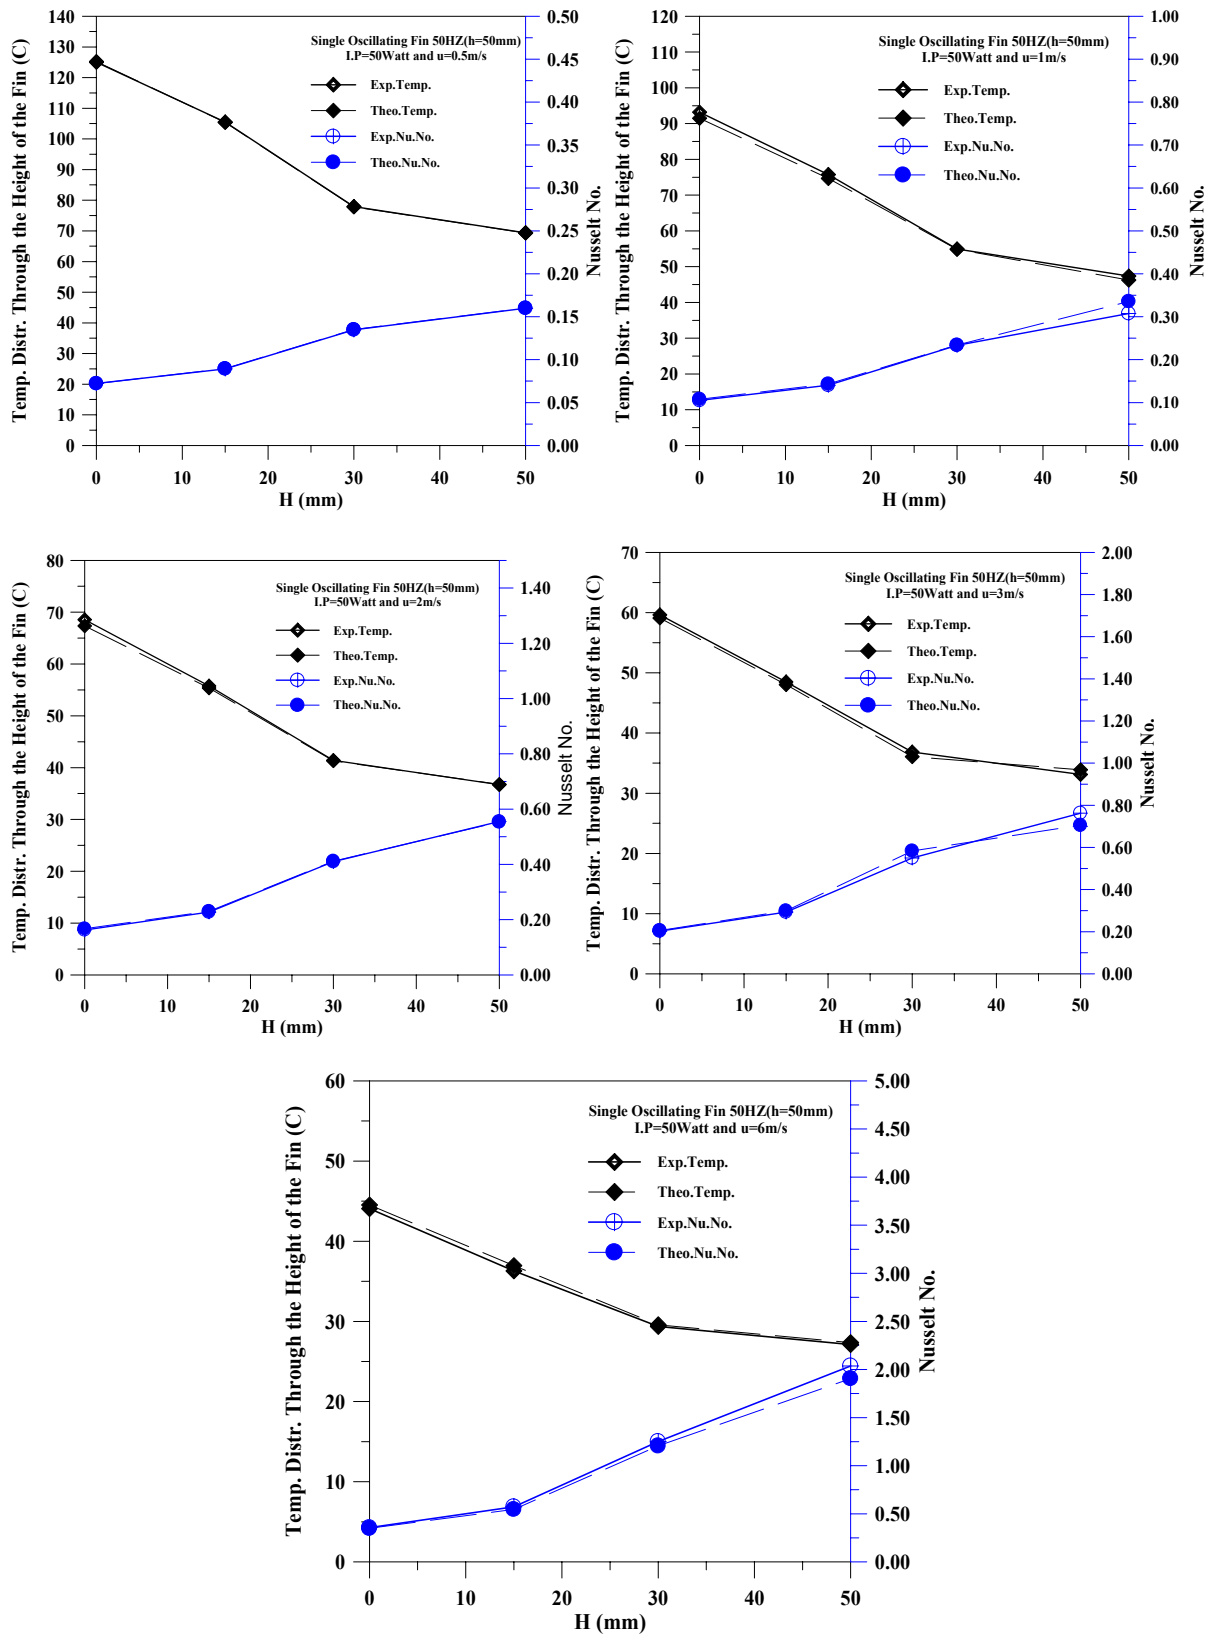 140
135
130
125
120
115
110
105
100
95
90
85
80
75
70
65
60
55
50
45
40
35
30
25
20
15
10
5
0
Temp. Distr. Through the Height of the Fin (C)
Single Oscillating Fin 50HZ(h=50mm)
I.P=50Watt and u=0.5m/s
Exp.Temp.
Theo.Temp.
Exp.Nu.No.
Theo.Nu.No.
0.50
0.45
0.40
0.35
0.30
0.25
0.20
0.15
0.10
0.05
0.00
Nusselt No.
0 10 20 30 40 50
H (mm)
120
110
100
90
80
70
60
50
40
30
20
10
0
Temp. Distr. Through the Height of the Fin (C)
Single Oscillating Fin 50HZ(h=50mm)
I.P=50Watt and u=1m/s
Exp.Temp.
Theo.Temp.
Exp.Nu.No.
Theo.Nu.No.
1.00
0.90
0.80
0.70
0.60
0.50
0.40
0.30
0.20
0.10
0.00
Nusselt No.
0 10 20 30 40 50
H (mm)
80
70
60
50
40
30
20
10
0
Temp. Distr. Through the Height of the Fin (C)
Single Oscillating Fin 50HZ(h=50mm)
I.P=50Watt and u=2m/s
Exp.Temp.
Theo.Temp.
Exp.Nu.No.
Theo.Nu.No.
1.40
1.20
1.00
0.80
0.60
0.40
0.20
0.00
Nusselt No.
0 10 20 30 40 50
H (mm)
70
60
50
40
30
20
10
0
Temp. Distr. Through the Height of the Fin (C)
Single Oscillating Fin 50HZ(h=50mm)
I.P=50Watt and u=3m/s
Exp.Temp.
Theo.Temp.
Exp.Nu.No.
Theo.Nu.No.
2.00
1.80
1.60
1.40
1.20
1.00
0.80
0.60
0.40
0.20
0.00
Nusselt No.
0 10 20 30 40 50
H (mm)
60
50
40
30
20
10
0
Temp. Distr. Through the Height of the Fin (C)
Single Oscillating Fin 50HZ(h=50mm)
I.P=50Watt and u=6m/s
Exp.Temp.
Theo.Temp.
Exp.Nu.No.
Theo.Nu.No.
5.00
4.50
4.00
3.50
3.00
2.50
2.00
1.50
1.00
0.50
0.00
Nusselt No.
0 10 20 30 40 50
H (mm)